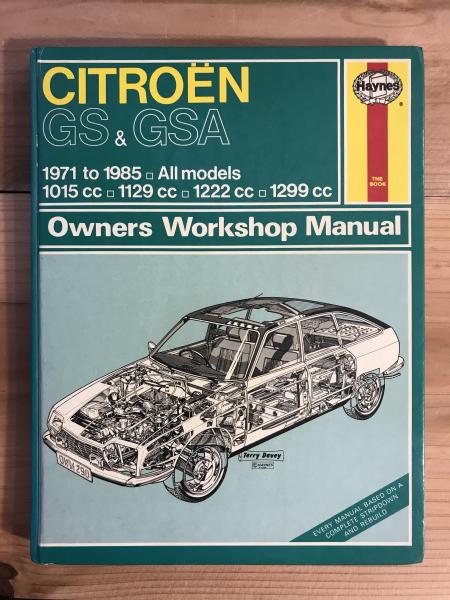 CITROËN
GS & GSA
1971 to 1985 □ All models
1015 cc □ 1129 cc □ 1222 cc □ 1299 cc
Haynes
®
THE
BOOK
Owners Workshop Manual
Terry Davey
© HAYNES
EVERY MANUAL BASED ON A
COMPLETE STRIPDOWN
AND REBUILD